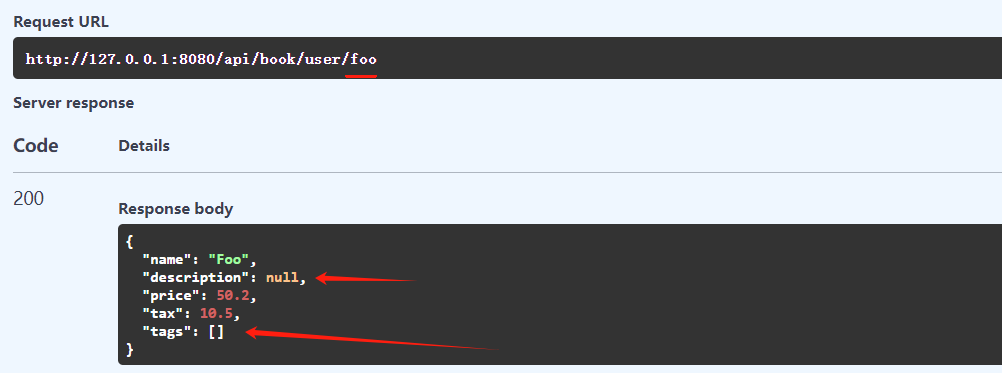 Request URL
http://127.0.0.1:8080/api/book/user/foo
Server response
Code Details
200
Response body
{
"name": "Foo",
"description": null,
"price": 50.2,
"tax": 10.5,
"tags": []
}